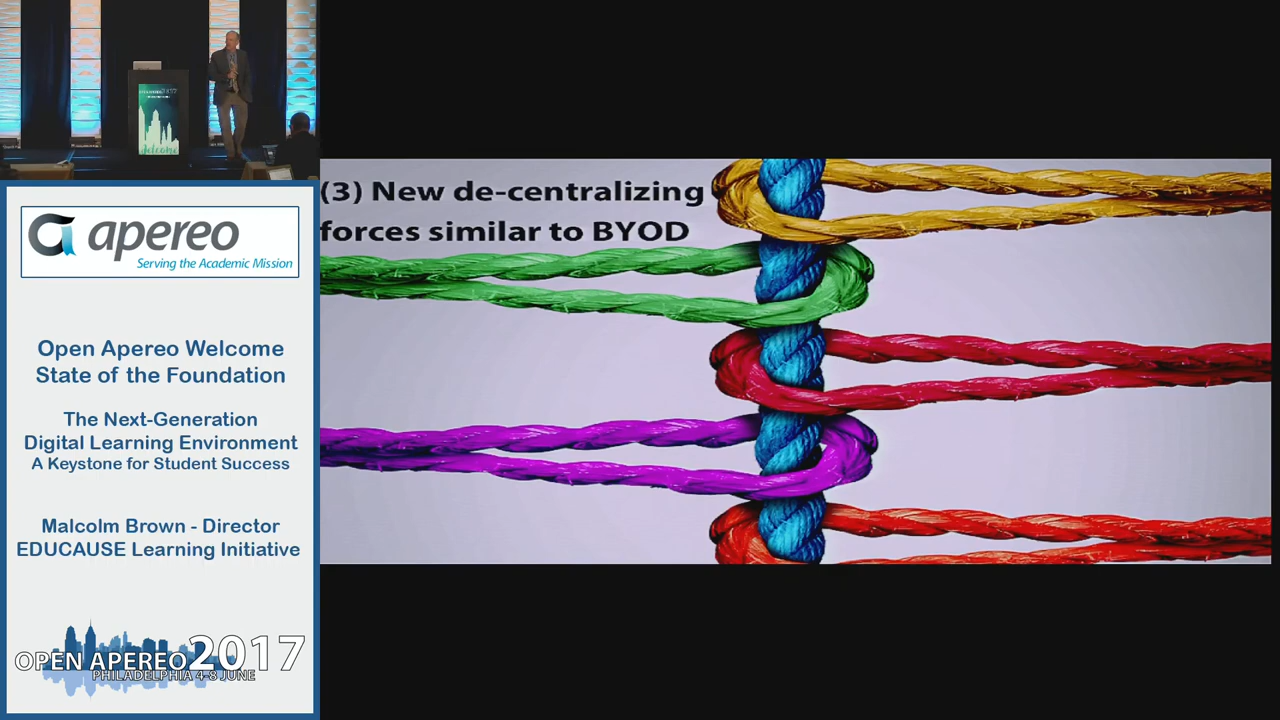 (3) New de-centralizing
forces similar to BYOD
apereo
Serving the Academic Mission
Open Apereo Welcome
State of the Foundation
The Next-Generation
Digital Learning Environment
A Keystone for Student Success
Malcolm Brown - Director
EDUCAUSE Learning Initiative
OPEN APEREO 2017
PHILADELPHIA 4-8 JUNE
welcome